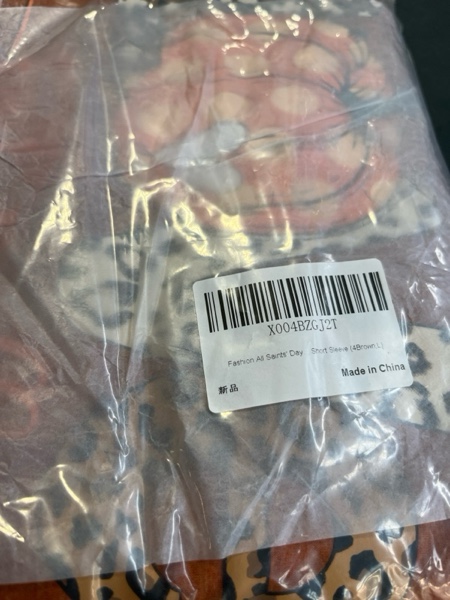 X004BZGJ2T
Fashion All Saints' Day Short Sleeve (4Brown,L)
新品
Made in China